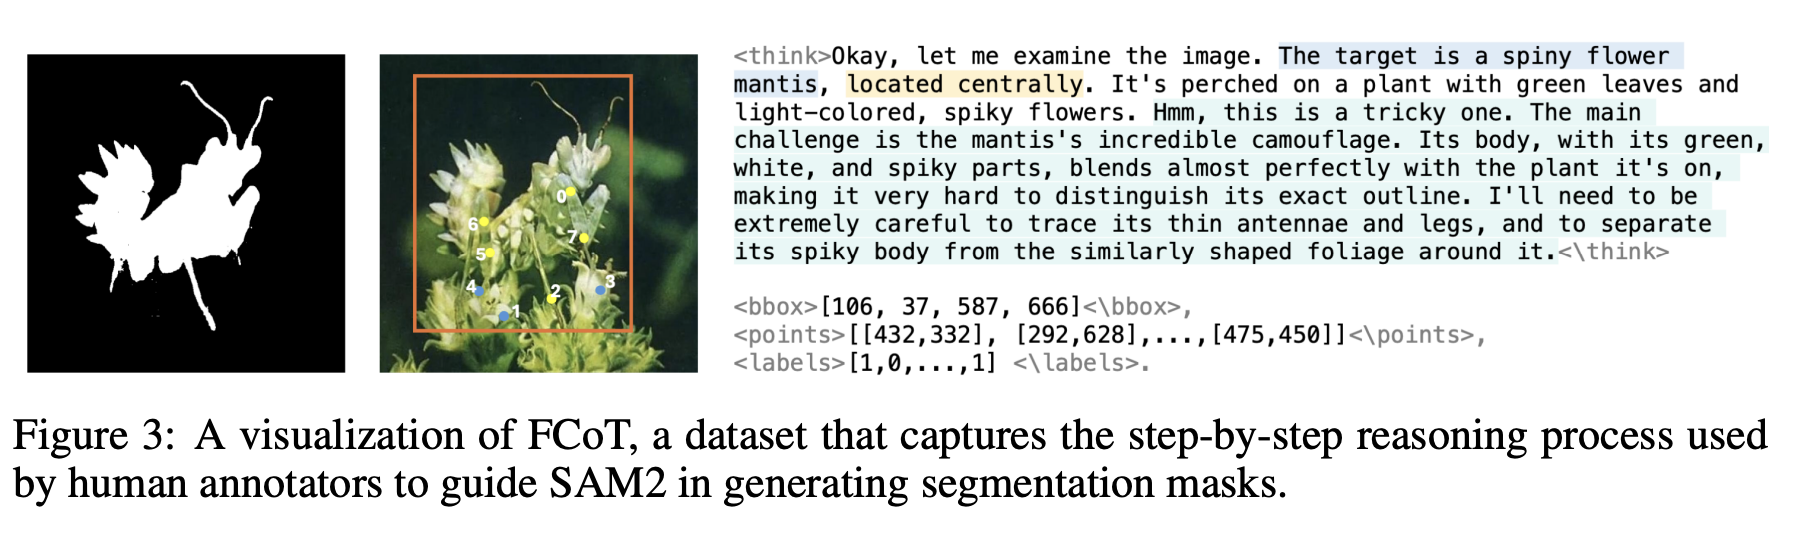 <think>Okay, let me examine the image. The target is a spiny flower
mantis, located centrally. It's perched on a plant with green leaves and
light-colored, spiky flowers. Hmm, this is a tricky one. The main
challenge is the mantis's incredible camouflage. Its body, with its green,
white, and spiky parts, blends almost perfectly with the plant it's on,
making it very hard to distinguish its exact outline. I'll need to be
extremely careful to trace its thin antennae and legs, and to separate
its spiky body from the similarly shaped foliage around it.<\think>
0
6
7
5
4
2
3
1
<bbox>[106, 37, 587, 666]<\bbox>,
<points>[[432,332], [292,628],...,[475,450]]<\points>,
<labels>[1,0,...,1] <\labels>.
Figure 3: A visualization of FCoT, a dataset that captures the step-by-step reasoning process used
by human annotators to guide SAM2 in generating segmentation masks.